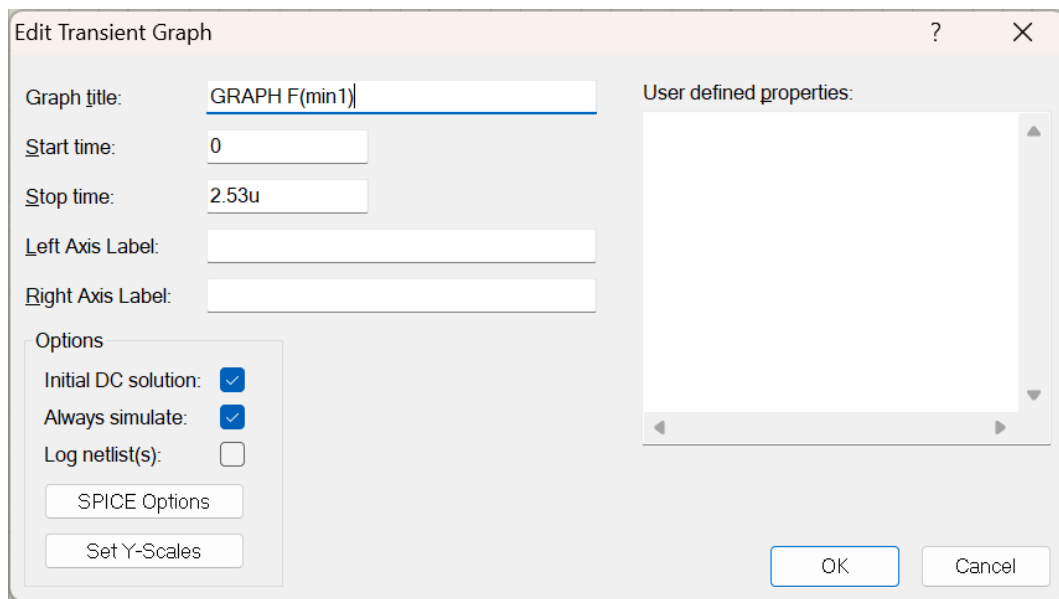 Edit Transient Graph
?
Graph title:
GRAPH F(min1)
User defined properties:
Start time:
0
Stop time:
2.53u
Left Axis Label:
Right Axis Label:
Options
Initial DC solution:
Always simulate:
Log netlist(s):
SPICE Options
Set Y-Scales
OK
Cancel